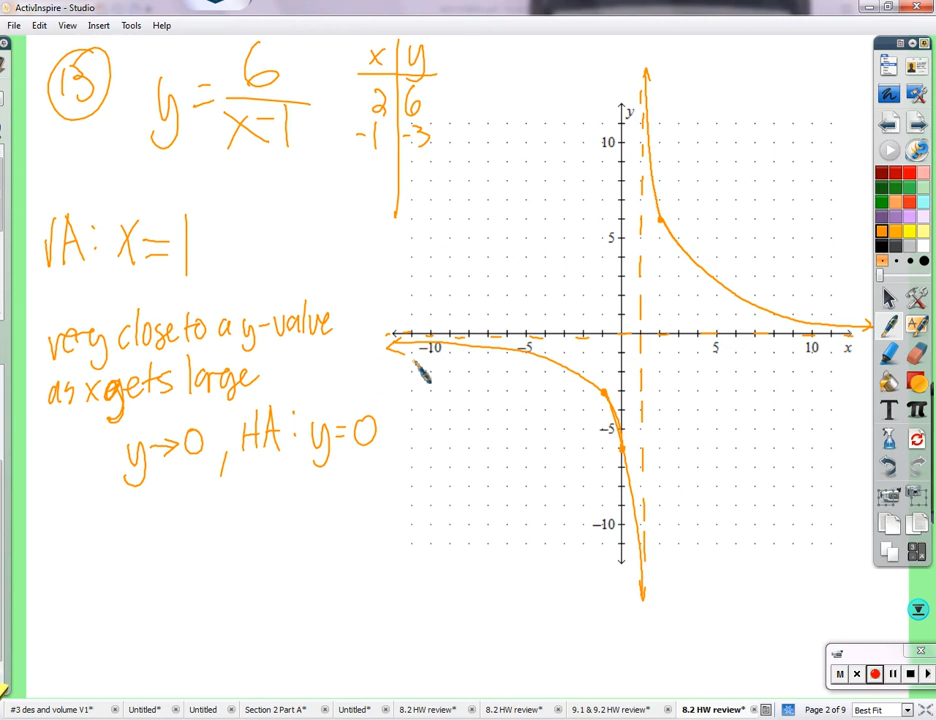 ActivInspire - Studio
File Edit View Insert Tools Help
13
y = 6
x-1
x y
2 6
-1 -3
VA: x = 1
very close to a y-value
as x gets large
y→0, HA: y=0
y
10
5
-10 -5 5 10 x
-5
-10
M
#3 des and volume V1* Untitled* Untitled Section 2 Part A* Untitled* 8.2 HW review* 8.2 HW review* 9.1 & 9.2 HW review* 8.2 HW review* Page 2 of 9 Best Fit